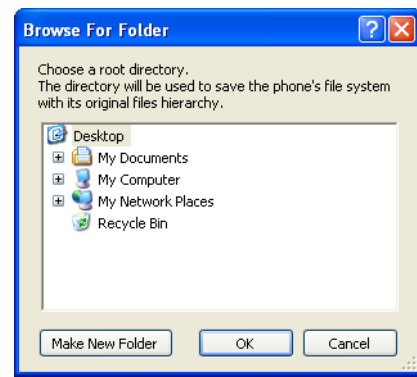 Browse For Folder
Choose a root directory.
The directory will be used to save the phone's file system
with its original files hierarchy.
Desktop
My Documents
My Computer
My Network Places
Recycle Bin
Make New Folder OK Cancel